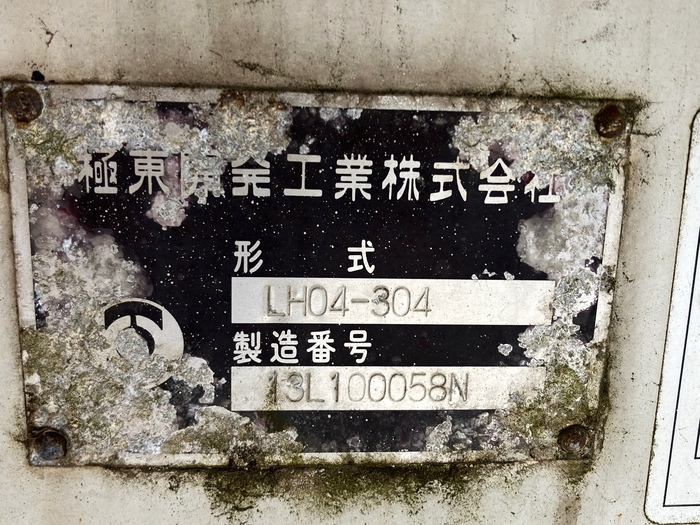 極東開発工業株式会社
形 式
LH04-304
製造番号
13L100058N